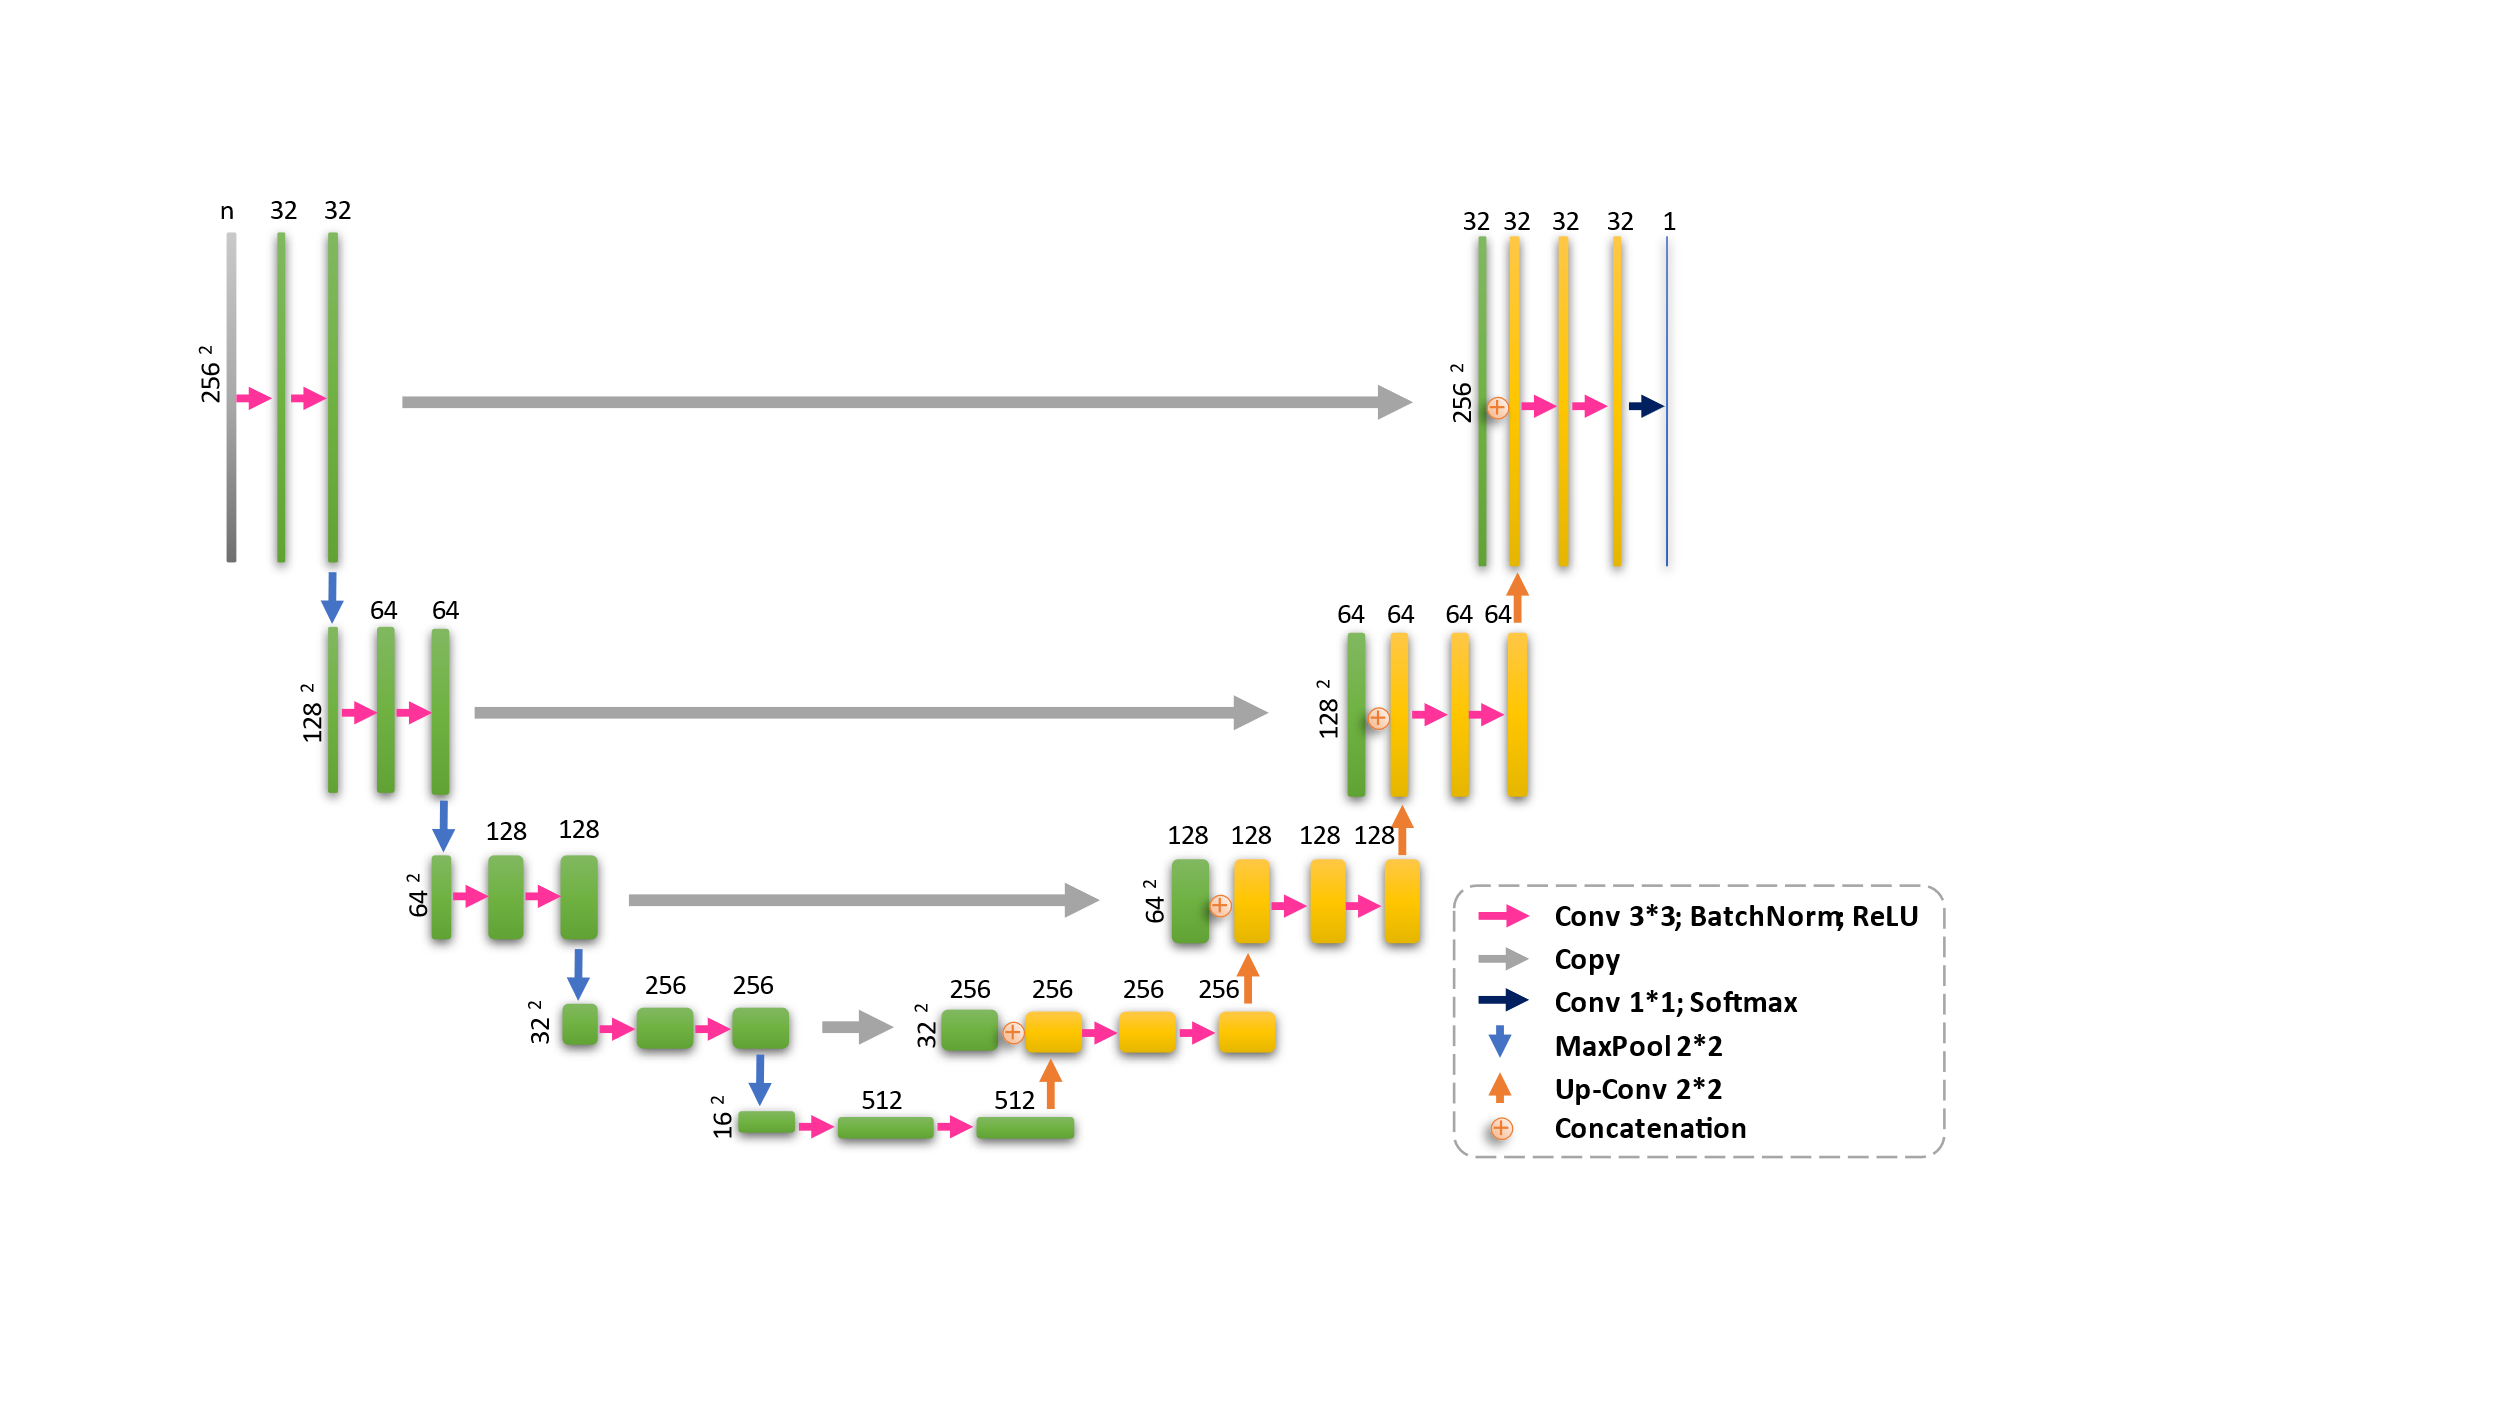 n 32 32
256 2
32 32 32 32 1
256 2
64 64
128 2
64 64 64 64
128 2
128 128
64 2
128 128 128 128
64 2
256 256
32 2
256 256 256 256
32 2
512 512
16 2
Conv 3*3; BatchNorm; ReLU
Copy
Conv 1*1; Softmax
MaxPool 2*2
Up-Conv 2*2
Concatenation